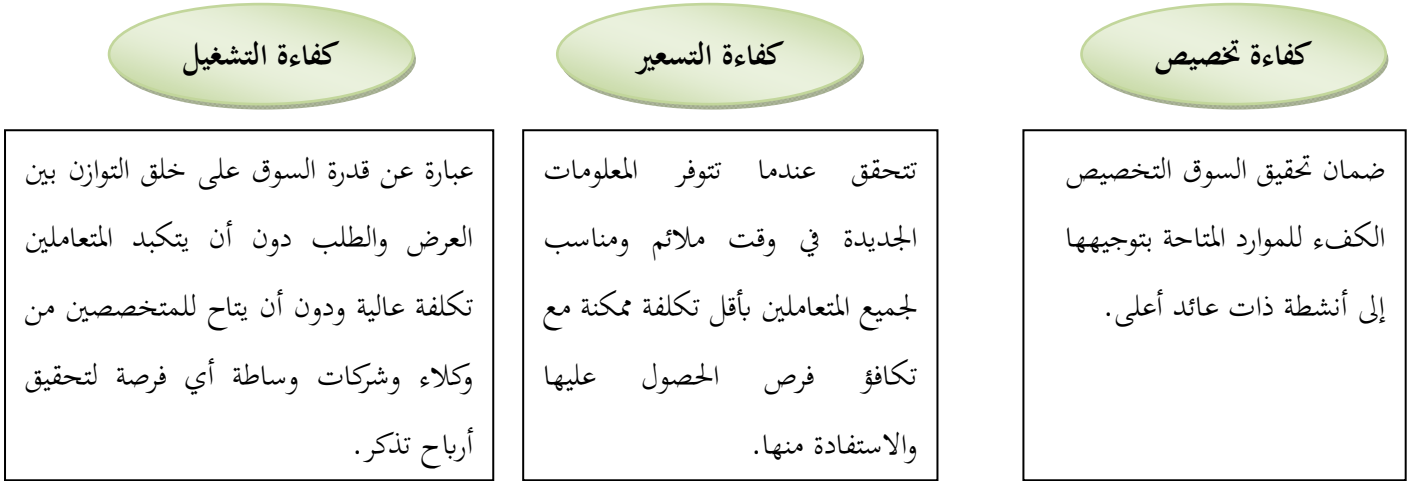 كفاءة تخصيص
ضمان تحقيق السوق التخصيص
الكفء للموارد المتاحة بتوجيهها
إلى أنشطة ذات عائد أعلى.
كفاءة التسعير
تتحقق عندما تتوفر المعلومات
الجديدة في وقت ملائم ومناسب
لجميع المتعاملين بأقل تكلفة ممكنة مع
تكافؤ فرص الحصول عليها
والاستفادة منها.
كفاءة التشغيل
عبارة عن قدرة السوق على خلق التوازن بين
العرض والطلب دون أن يتكبد المتعاملين
تكلفة عالية ودون أن يتاح للمتخصصين من
وكلاء وشركات وساطة أي فرصة لتحقيق
أرباح تذكر.